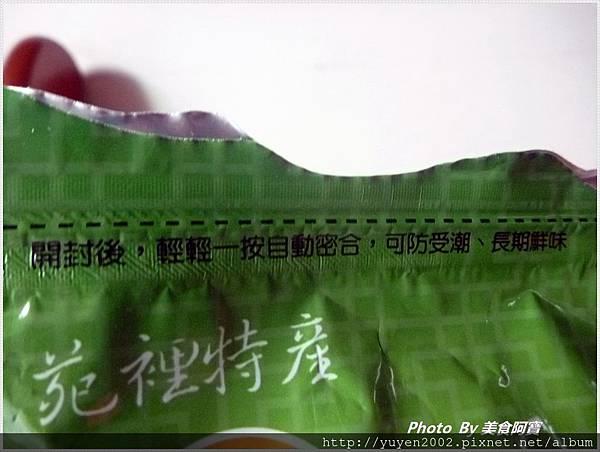 開封後，輕輕一按自動密合，可防受潮、長期鮮味
苑裡特產
Photo By 美食阿寶
http://yuyen2002.pixnet.net/album